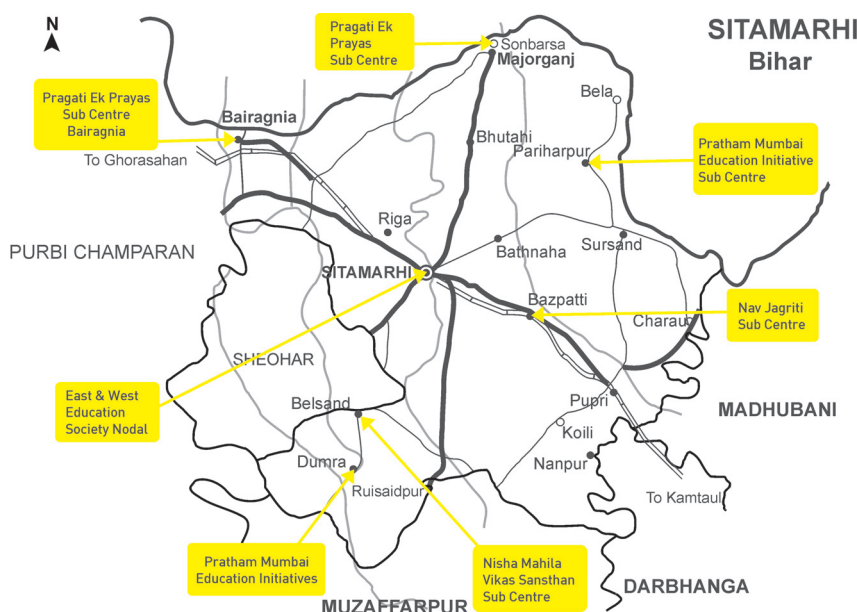 N
SITAMARHI
Bihar
Pragati Ek
Prayas
Sub Centre
Sonbarsa
Majorganj
Pragati Ek Prayas
Sub Centre
Bairagnia
Bairagnia
To Ghorasahan
Bela
Bhutahi
Pariharpur
Pratham Mumbai
Education Initiative
Sub Centre
Riga
PURBI CHAMPARAN
Bathnaha
Sursand
SITAMARHI
Bazpatti
Charau
Nav Jagriti
Sub Centre
SHEOHAR
East & West
Education
Society Nodal
Belsand
Pupri
MADHUBANI
Koili
Dumra
Nanpur
Ruisaidpur
To Kamtaul
Pratham Mumbai
Education Initiatives
Nisha Mahila
Vikas Sansthan
Sub Centre
DARBHANGA
MUZAFFARPUR